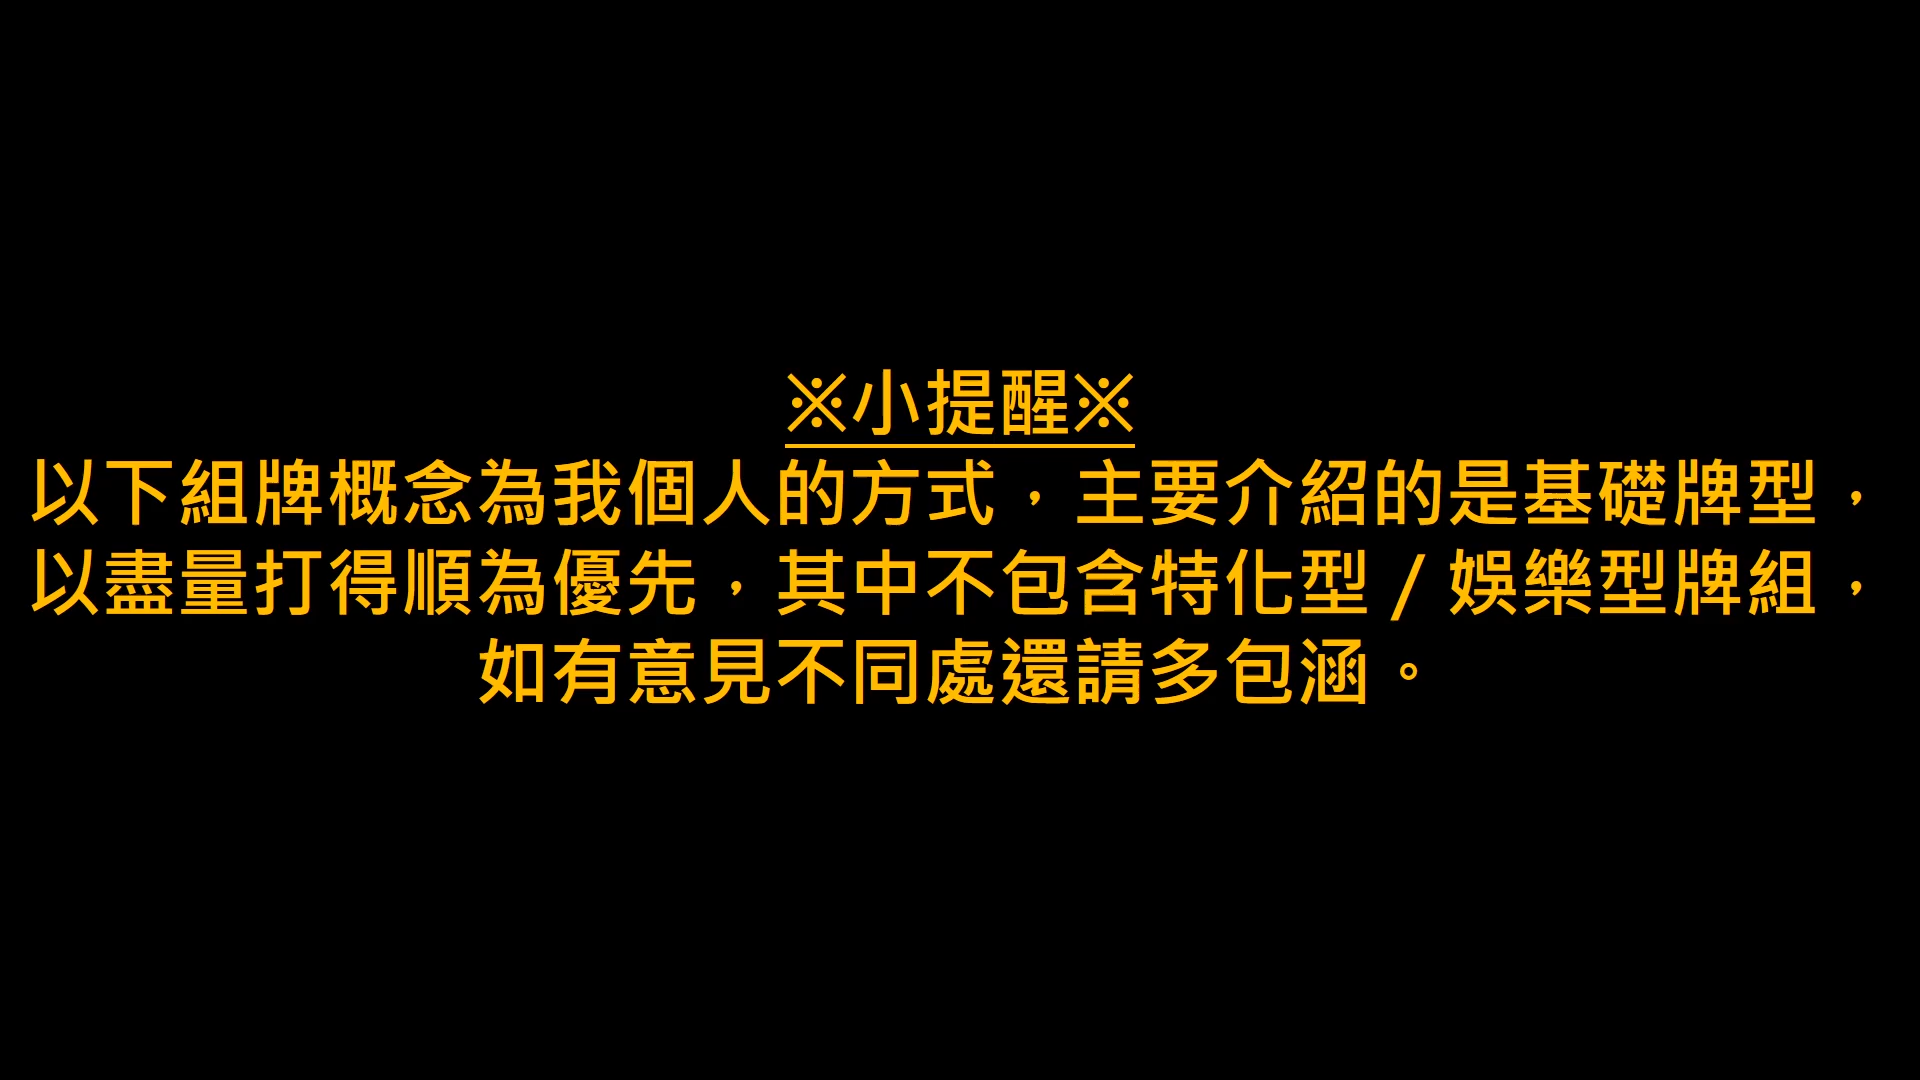 ※小提醒※
以下組牌概念為我個人的方式，主要介紹的是基礎牌型，
以盡量打得順為優先，其中不包含特化型/娛樂型牌組，
如有意見不同處還請多包涵。